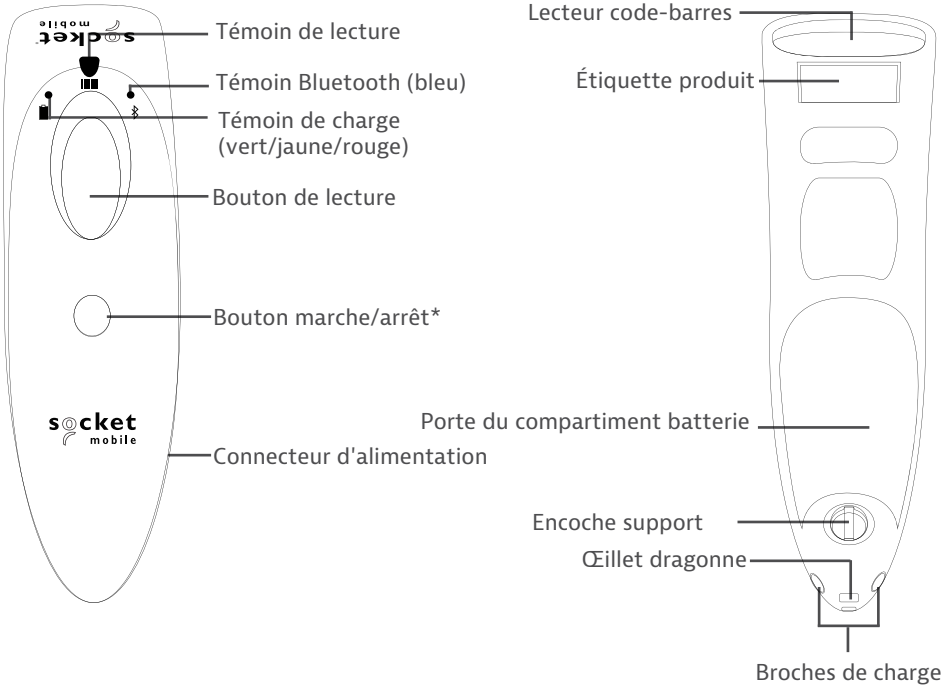 socket
mobile™
Témoin de lecture
Témoin Bluetooth (bleu)
Témoin de charge
(vert/jaune/rouge)
Bouton de lecture
Bouton marche/arrêt*
socket
mobile
Connecteur d'alimentation
Lecteur code-barres
Étiquette produit
Porte du compartiment batterie
Encoche support
Œillet dragonne
Broches de charge